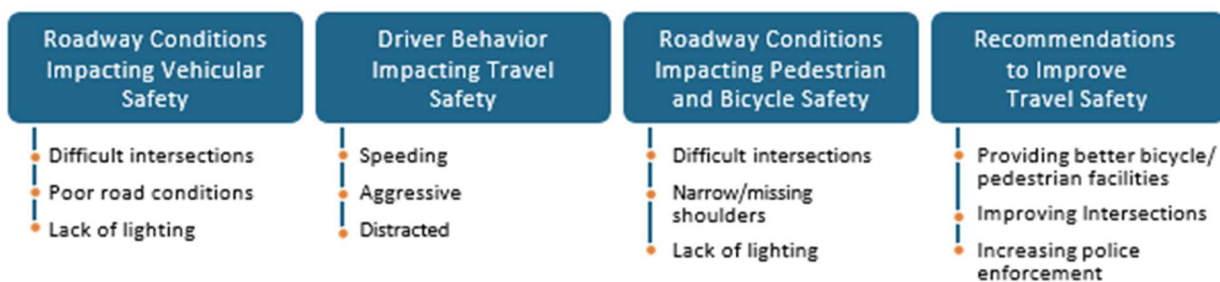 Roadway Conditions
Impacting Vehicular
Safety
Difficult intersections
Poor road conditions
Lack of lighting
Driver Behavior
Impacting Travel
Safety
Speeding
Aggressive
Distracted
Roadway Conditions
Impacting Pedestrian
and Bicycle Safety
Difficult intersections
Narrow/missing
shoulders
Lack of lighting
Recommendations
to Improve
Travel Safety
Providing better bicycle/
pedestrian facilities
Improving Intersections
Increasing police
enforcement